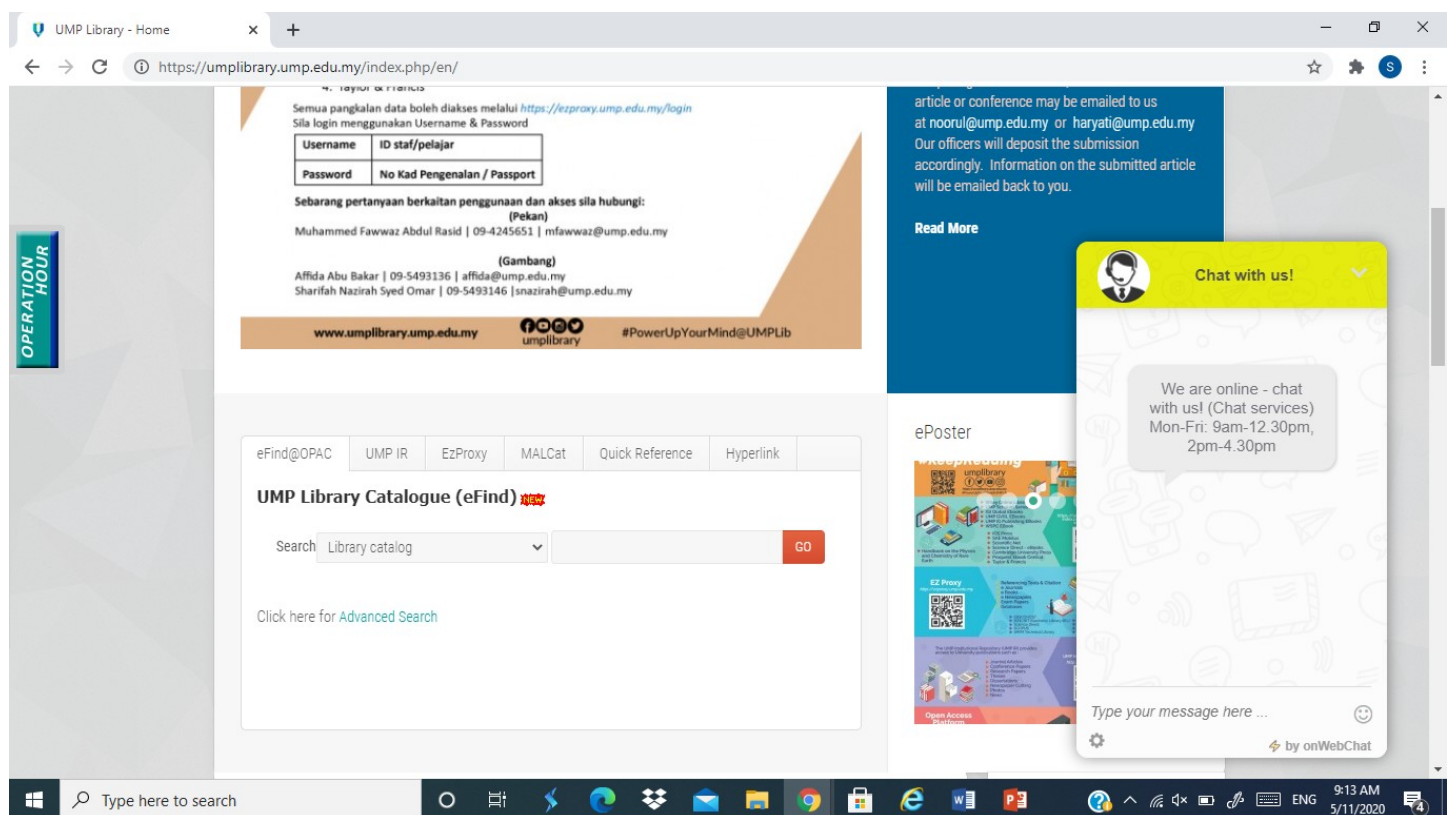 UMP Library - Home
https://umplibrary.ump.edu.my/index.php/en/
S
4. Taylor & Francis
Semua pangkalan data boleh diakses melalui https://ezproxy.ump.edu.my/login
Sila login menggunakan Username & Password
Username ID staf/pelajar
Password No Kad Pengenalan / Passport
Sebarang pertanyaan berkaitan penggunaan dan akses sila hubungi:
(Pekan)
Muhammed Fawwaz Abdul Rasid | 09-4245651 | mfawwaz@ump.edu.my
(Gambang)
Affida Abu Bakar | 09-5493136 | affida@ump.edu.my
Sharifah Nazirah Syed Omar | 09-5493146 |snazirah@ump.edu.my
www.umplibrary.ump.edu.my
umplibrary
#PowerUpYourMind@UMPLib
OPERATION
HOUR
article or conference may be emailed to us
at noorul@ump.edu.my or haryati@ump.edu.my
Our officers will deposit the submission
accordingly. Information on the submitted article
will be emailed back to you.
Read More
eFind@OPAC UMP IR EzProxy MALCat Quick Reference Hyperlink
UMP Library Catalogue (eFind) NEW
Search Library catalog GO
Click here for Advanced Search
ePoster
#KeepReading
umplibrary
EZ Proxy
Open Access
Platform
Chat with us!
We are online - chat
with us! (Chat services)
Mon-Fri: 9am-12.30pm,
2pm-4.30pm
Type your message here ...
by onWebChat
Type here to search
ENG
9:13 AM
5/11/2020
4